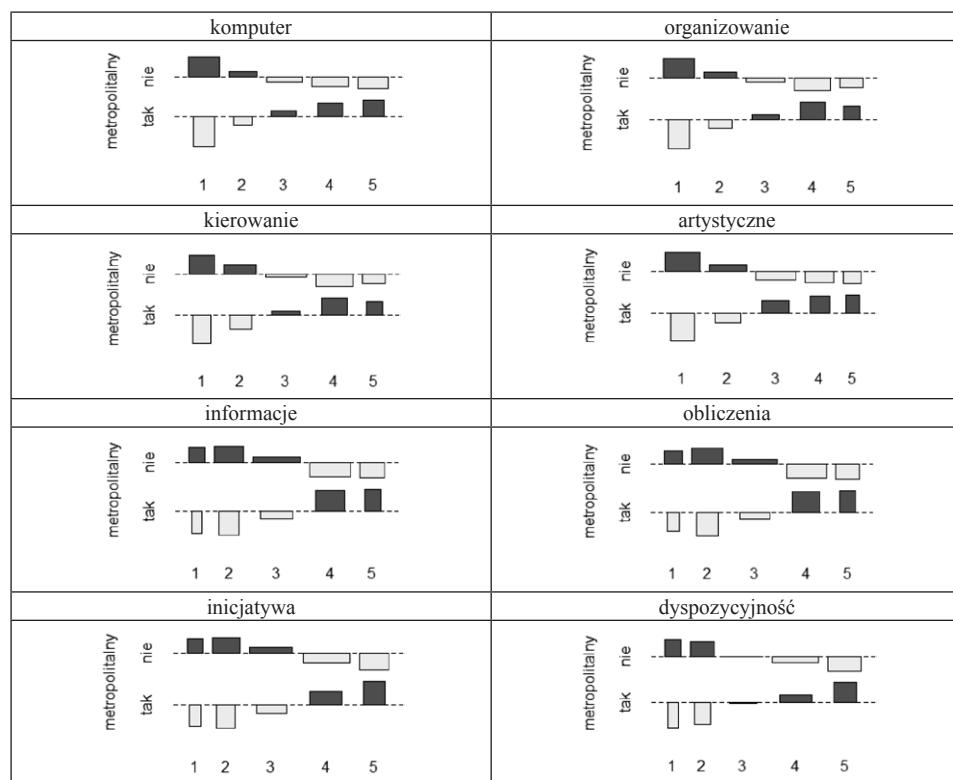 komputer organizowanie
metropolitalny
nie
tak
1 2 3 4 5
metropolitalny
nie
tak
1 2 3 4 5
kierowanie artystyczne
metropolitalny
nie
tak
1 2 3 4 5
metropolitalny
nie
tak
1 2 3 4 5
informacje obliczenia
metropolitalny
nie
tak
1 2 3 4 5
metropolitalny
nie
tak
1 2 3 4 5
inicjatywa dyspozycyjność
metropolitalny
nie
tak
1 2 3 4 5
metropolitalny
nie
tak
1 2 3 4 5